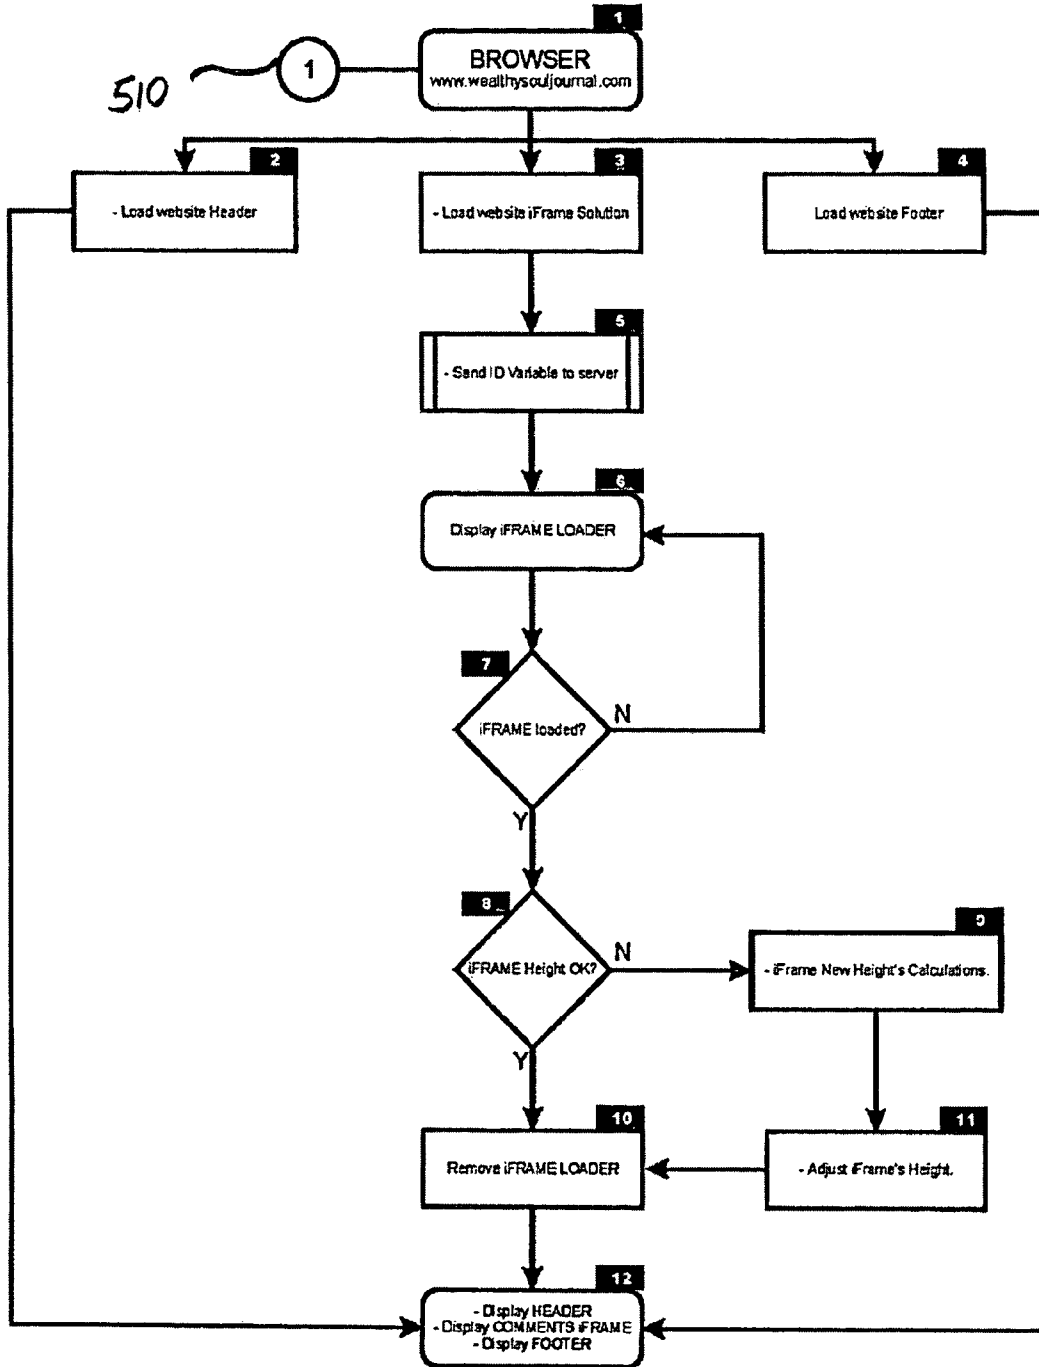 1
510
1
BROWSER
www.wealthysouljournal.com
2
3
4
- Load website Header
- Load website iFrame Solution
Load website Footer
5
- Send ID Variable to server
6
Display iFRAME LOADER
7
iFRAME loaded?
N
Y
8
iFRAME Height OK?
N
9
- iFrame New Height's Calculations.
Y
10
11
Remove iFRAME LOADER
- Adjust iFrame's Height.
12
- Display HEADER
- Display COMMENTS iFRAME
- Display FOOTER